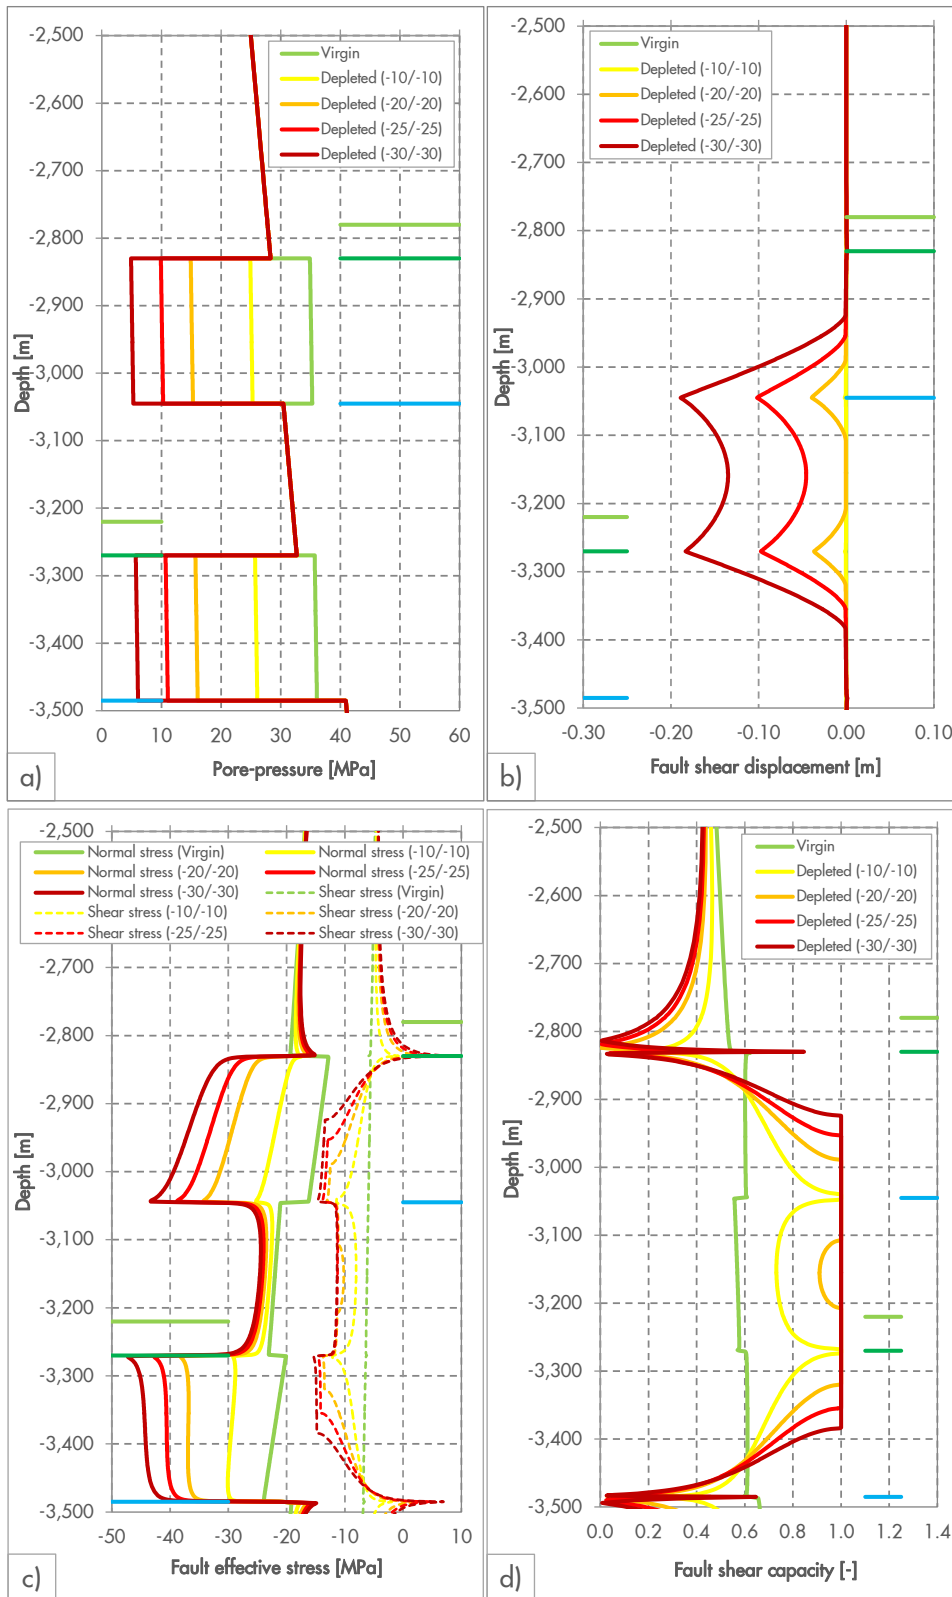 -2,500
-2,600
-2,700
-2,800
-2,900
-3,000
-3,100
-3,200
-3,300
-3,400
-3,500
Depth [m]
Virgin
Depleted (-10/-10)
Depleted (-20/-20)
Depleted (-25/-25)
Depleted (-30/-30)
0 10 20 30 40 50 60
Pore-pressure [MPa]
a)
-2,500
-2,600
-2,700
-2,800
-2,900
-3,000
-3,100
-3,200
-3,300
-3,400
-3,500
Depth [m]
Virgin
Depleted (-10/-10)
Depleted (-20/-20)
Depleted (-25/-25)
Depleted (-30/-30)
-0.30 -0.20 -0.10 0.00 0.10
Fault shear displacement [m]
b)
-2,500
-2,700
-2,800
-2,900
-3,000
-3,100
-3,200
-3,300
-3,400
-3,500
Depth [m]
Normal stress (Virgin) Normal stress (-10/-10)
Normal stress (-20/-20) Normal stress (-25/-25)
Normal stress (-30/-30) Shear stress (Virgin)
Shear stress (-10/-10) Shear stress (-20/-20)
Shear stress (-25/-25) Shear stress (-30/-30)
-50 -40 -30 -20 -10 0 10
Fault effective stress [MPa]
c)
-2,500
-2,600
-2,700
-2,800
-2,900
-3,000
-3,100
-3,200
-3,300
-3,400
-3,500
Depth [m]
Virgin
Depleted (-10/-10)
Depleted (-20/-20)
Depleted (-25/-25)
Depleted (-30/-30)
0.0 0.2 0.4 0.6 0.8 1.0 1.2 1.4
Fault shear capacity [-]
d)